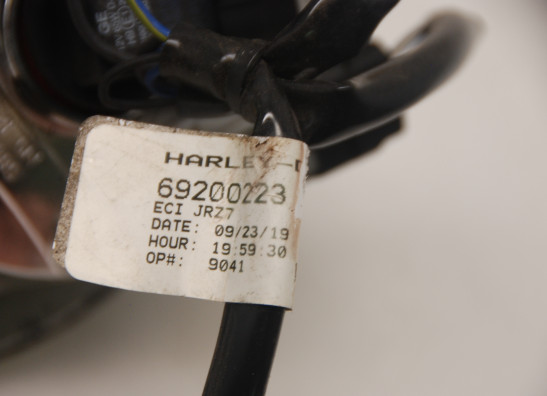 HARLEY-D
69200223
ECI JRZ7
DATE: 09/23/19
HOUR: 19:59:30
OP#: 9041